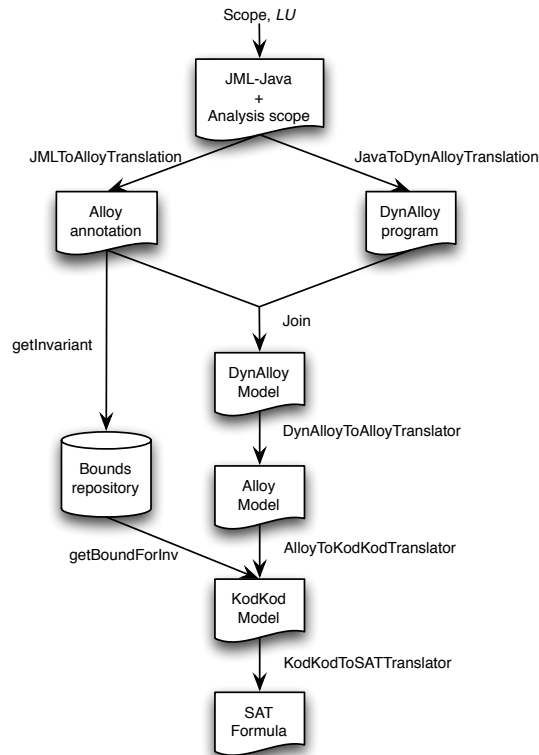 Scope, LU
JML-Java
+
Analysis scope
JMLToAlloyTranslation
JavaToDynAlloyTranslation
Alloy
annotation
DynAlloy
program
Join
getInvariant
DynAlloy
Model
DynAlloyToAlloyTranslator
Bounds
repository
Alloy
Model
getBoundForInv
AlloyToKodKodTranslator
KodKod
Model
KodKodToSATTranslator
SAT
Formula